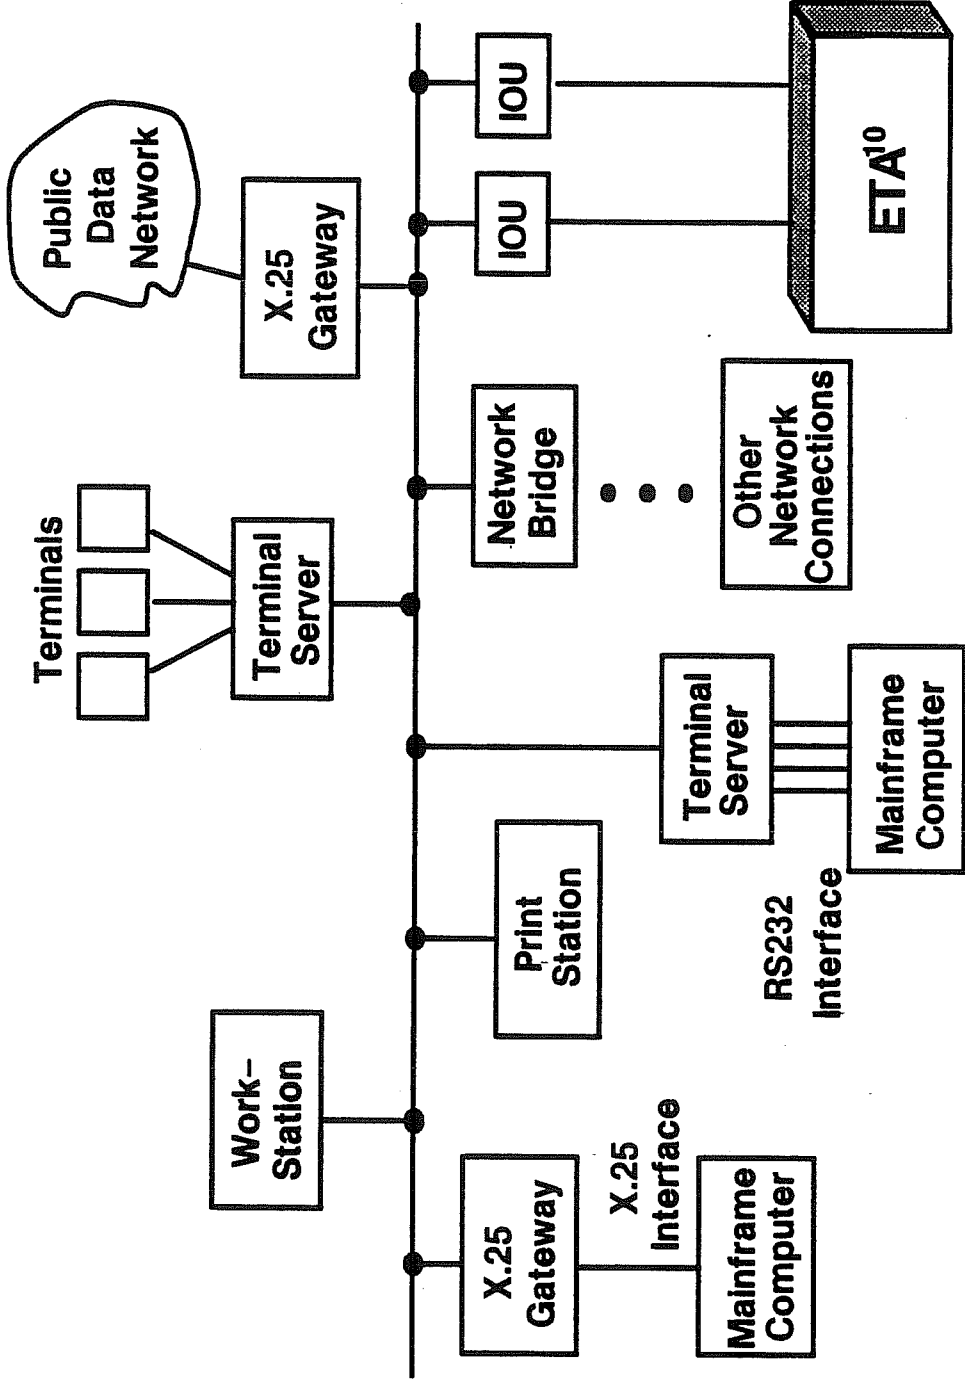 Terminals
Public
Data
Network
Work–
Station
Terminal
Server
X.25
Gateway
X.25
Gateway
Print
Station
Network
Bridge
IOU
IOU
X.25
Interface
Mainframe
Computer
RS232
Interface
Terminal
Server
Mainframe
Computer
Other
Network
Connections
ETA10